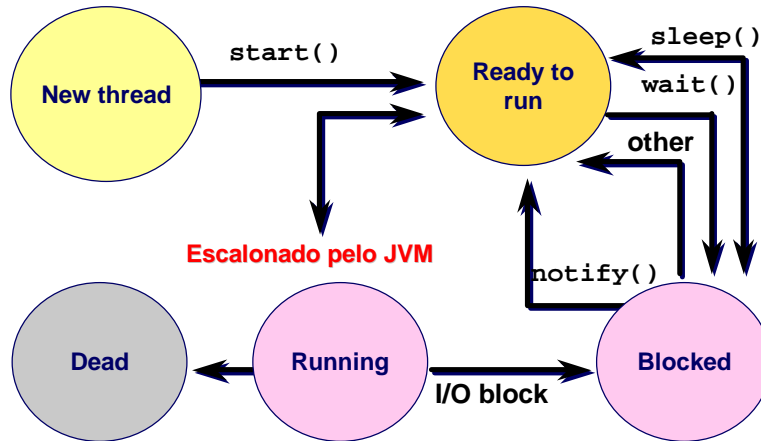 start()
sleep()
New thread
Ready to
run
wait()
other
Escalonado pelo JVM
notify()
Dead
Running
Blocked
I/O block